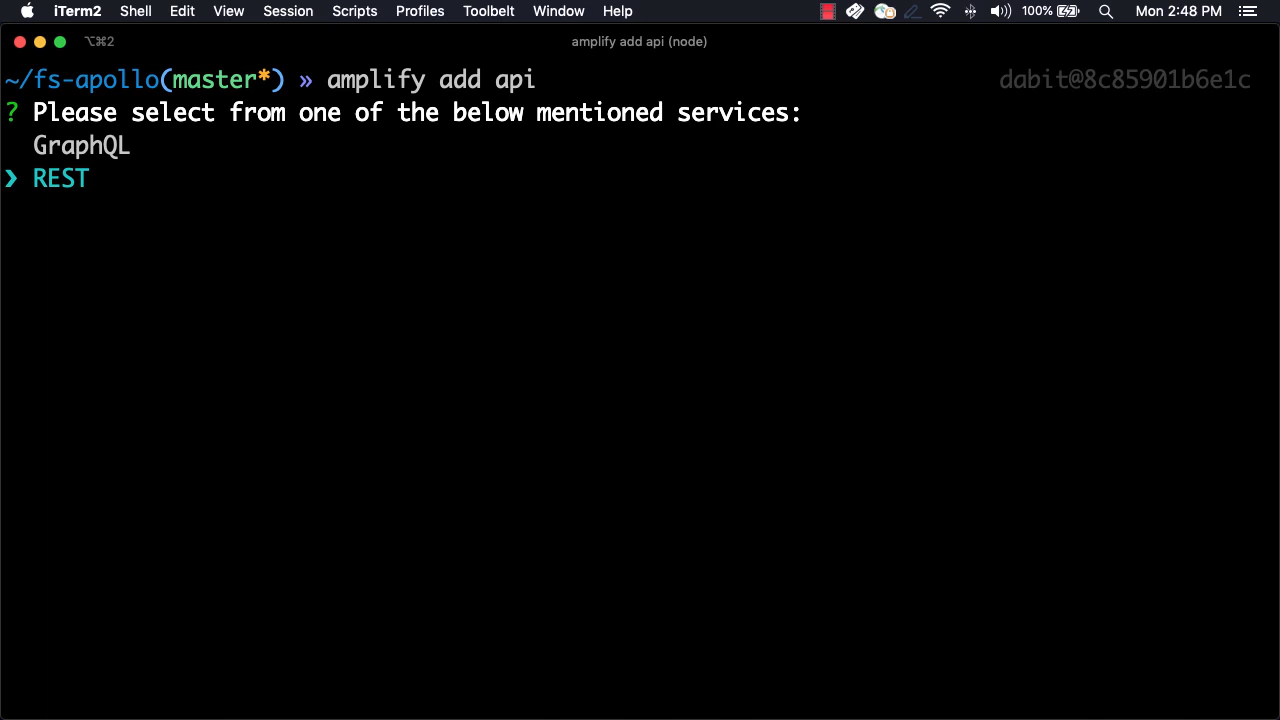 iTerm2 Shell Edit View Session Scripts Profiles Toolbelt Window Help 100% Mon 2:48 PM
⌥⌘2 amplify add api (node)
~/fs-apollo(master*) » amplify add api dabit@8c85901b6e1c
? Please select from one of the below mentioned services:
GraphQL
❯ REST